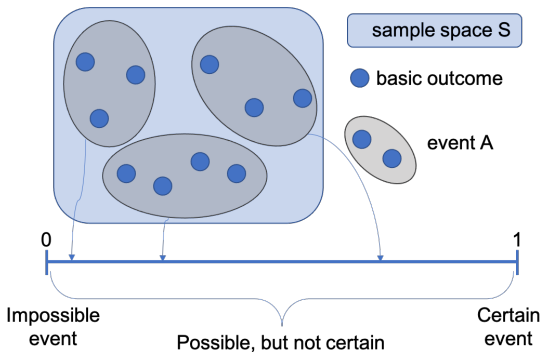 sample space S
basic outcome
event A
0
1
Impossible
event
Possible, but not certain
Certain
event